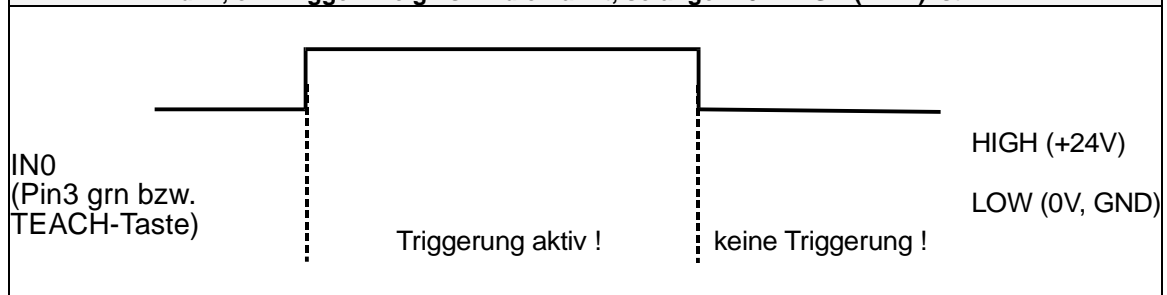 HIGH (+24V)
IN0
(Pin3 grn bzw.
TEACH-Taste)
LOW (0V, GND)
Triggerung aktiv !
keine Triggerung !